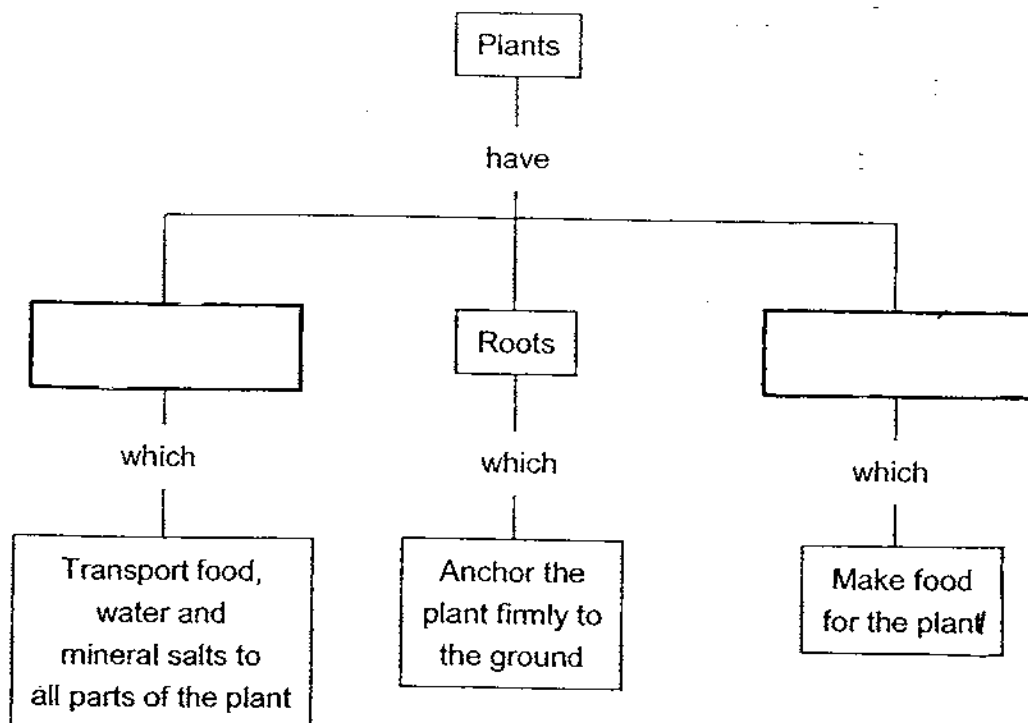 Plants
have
Roots
which
which
which
Transport food,
water and
mineral salts to
all parts of the plant
Anchor the
plant firmly to
the ground
Make food
for the plant